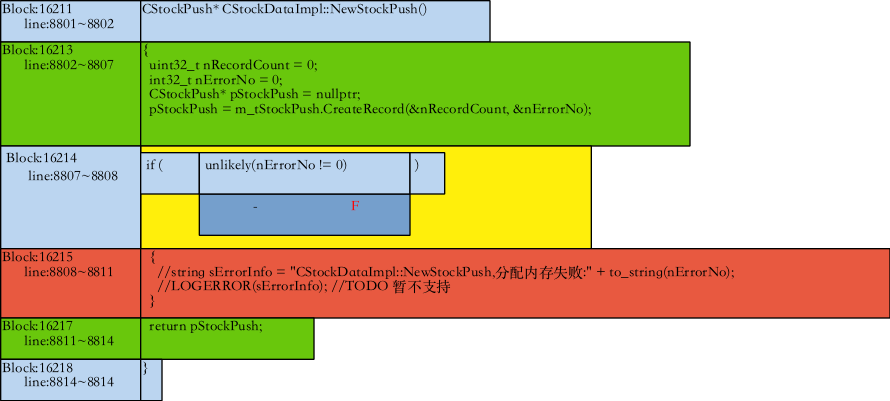 Block:16211
line:8801~8802
CStockPush* CStockDataImpl::NewStockPush()
Block:16213
line:8802~8807
{
uint32_t nRecordCount = 0;
int32_t nErrorNo = 0;
CStockPush* pStockPush = nullptr;
pStockPush = m_tStockPush.CreateRecord(&nRecordCount, &nErrorNo);
Block:16214
line:8807~8808
if ( unlikely(nErrorNo != 0) )
- F
Block:16215
line:8808~8811
{
//string sErrorInfo = "CStockDataImpl::NewStockPush,分配内存失败:" + to_string(nErrorNo);
//LOGERROR(sErrorInfo); //TODO 暂不支持
}
Block:16217
line:8811~8814
return pStockPush;
Block:16218
line:8814~8814
}